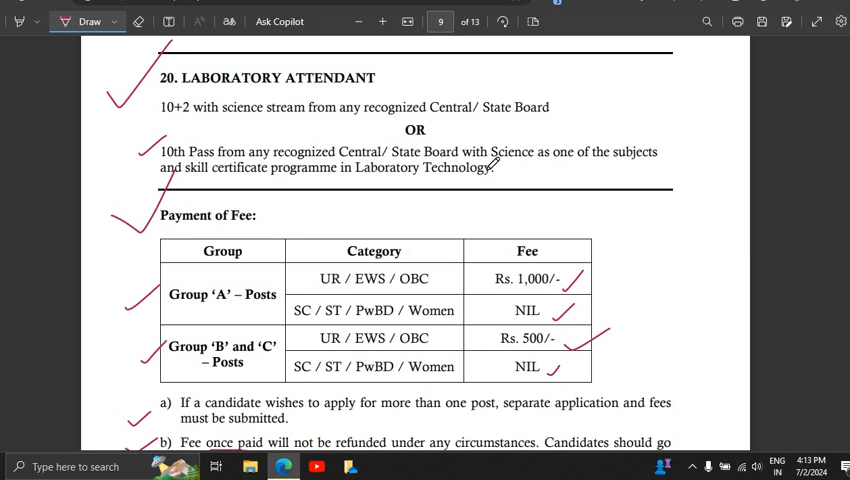 Draw
Ask Copilot
9
of 13
20. LABORATORY ATTENDANT
10+2 with science stream from any recognized Central/ State Board
OR
10th Pass from any recognized Central/ State Board with Science as one of the subjects
and skill certificate programme in Laboratory Technology.
Payment of Fee:
Group Category Fee
Group ‘A’ – Posts UR / EWS / OBC Rs. 1,000/-
SC / ST / PwBD / Women NIL
Group ‘B’ and ‘C’ – Posts UR / EWS / OBC Rs. 500/-
SC / ST / PwBD / Women NIL
a) If a candidate wishes to apply for more than one post, separate application and fees
must be submitted.
b) Fee once paid will not be refunded under any circumstances. Candidates should go
Type here to search
ENG
IN
4:13 PM
7/2/2024